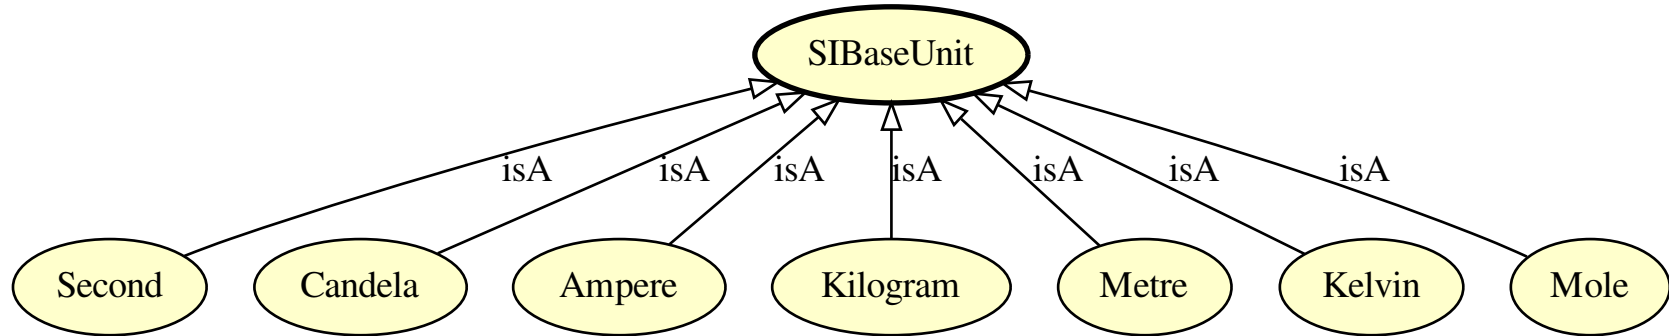 SIBaseUnit
isA
isA
isA
isA
isA
isA
isA
Second
Candela
Ampere
Kilogram
Metre
Kelvin
Mole